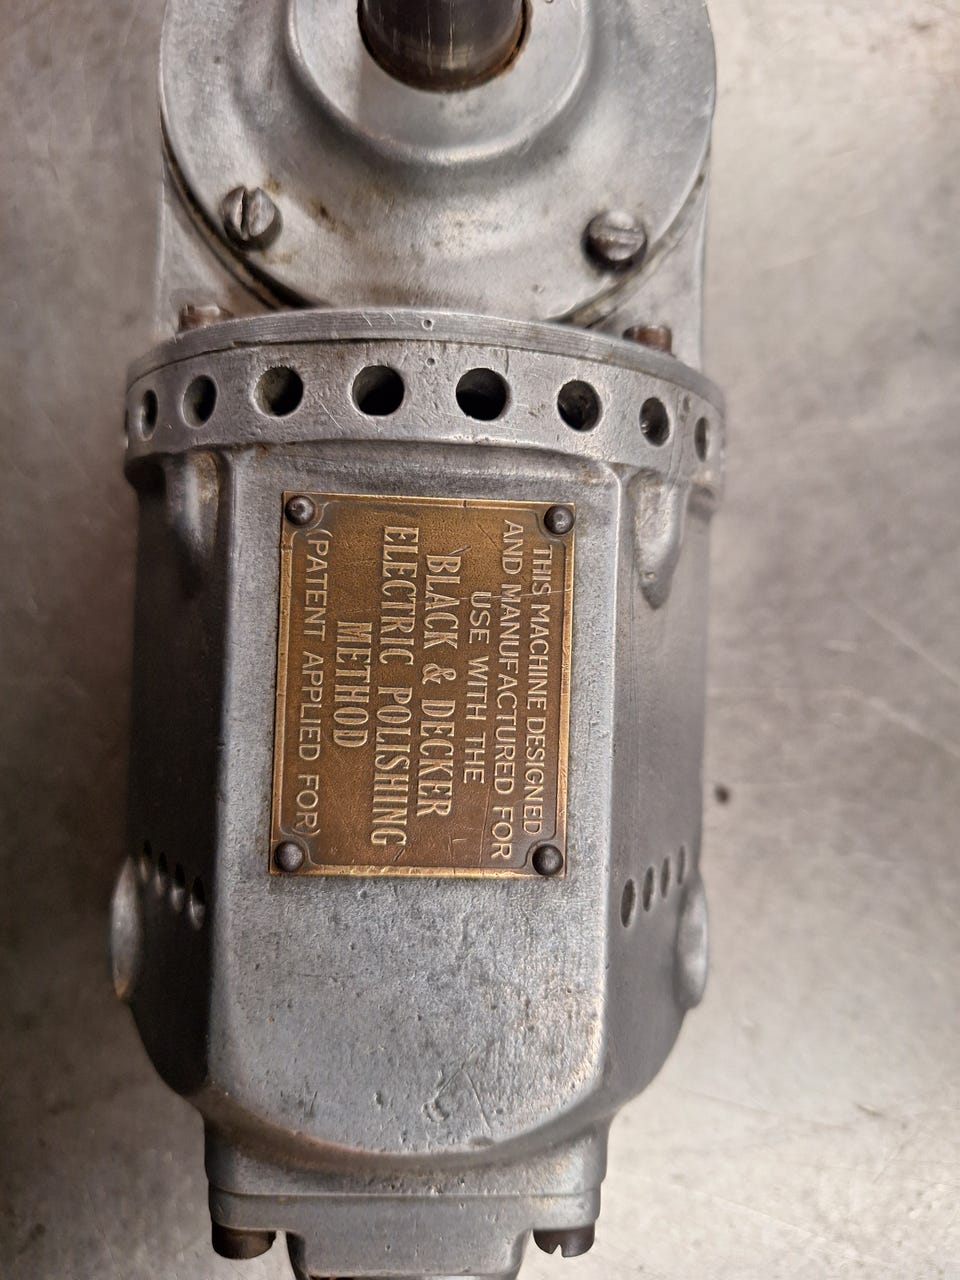 THIS MACHINE DESIGNED
AND MANUFACTURED FOR
USE WITH THE
BLACK & DECKER
ELECTRIC POLISHING
METHOD
(PATENT APPLIED FOR)